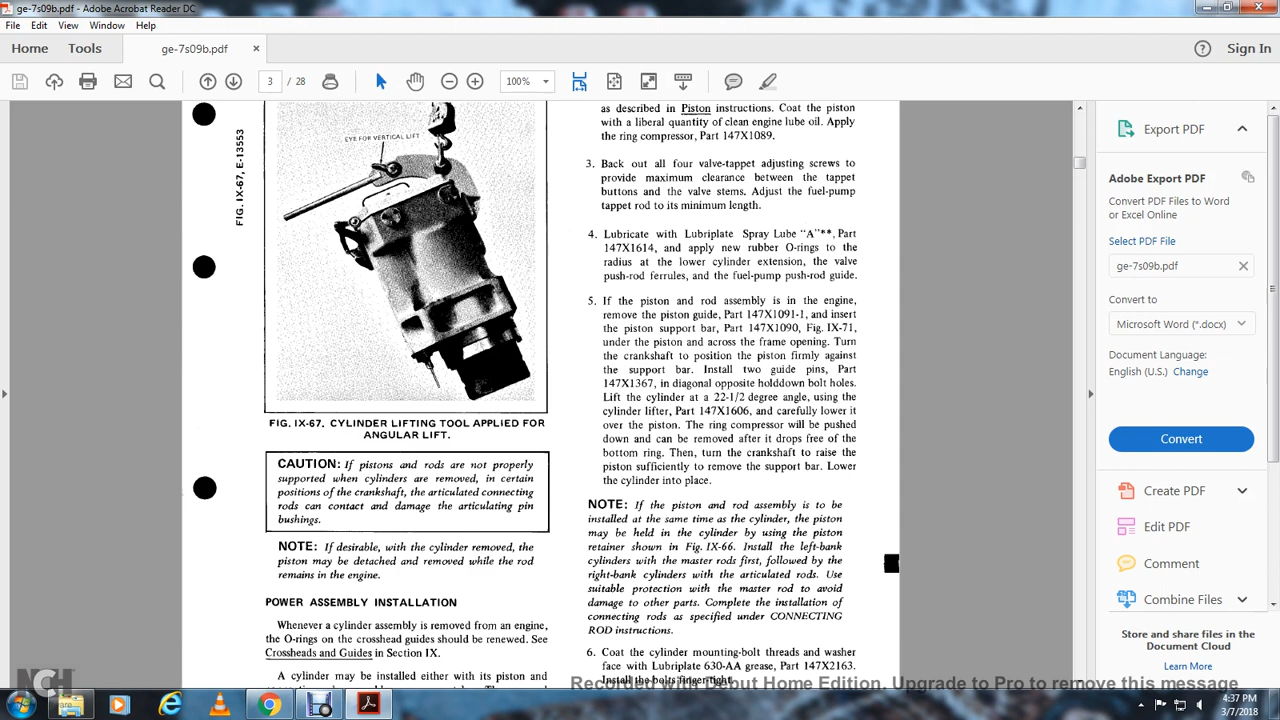 ge-7s09b.pdf - Adobe Acrobat Reader DC
File Edit View Window Help
Home Tools ge-7s09b.pdf Sign In
3 / 28 100%
FIG. IX-67, E-13553
EYE FOR VERTICAL LIFT
FIG. IX-67. CYLINDER LIFTING TOOL APPLIED FOR
ANGULAR LIFT.
CAUTION: If pistons and rods are not properly
supported when cylinders are removed, in certain
positions of the crankshaft, the articulated connecting
rods can contact and damage the articulating pin
bushings.
NOTE: If desirable, with the cylinder removed, the
piston may be detached and removed while the rod
remains in the engine.
POWER ASSEMBLY INSTALLATION
Whenever a cylinder assembly is removed from an engine,
the O-rings on the crosshead guides should be renewed. See
Crossheads and Guides in Section IX.
A cylinder may be installed either with its piston and
as described in Piston instructions. Coat the piston
with a liberal quantity of clean engine lube oil. Apply
the ring compressor, Part 147X1089.
3. Back out all four valve-tappet adjusting screws to
provide maximum clearance between the tappet
buttons and the valve stems. Adjust the fuel-pump
tappet rod to its minimum length.
4. Lubricate with Lubriplate Spray Lube “A”**, Part
147X1614, and apply new rubber O-rings to the
radius at the lower cylinder extension, the valve
push-rod ferrules, and the fuel-pump push-rod guide.
5. If the piston and rod assembly is in the engine,
remove the piston guide, Part 147X1091-1, and insert
the piston support bar, Part 147X1090, Fig. IX-71,
under the piston and across the frame opening. Turn
the crankshaft to position the piston firmly against
the support bar. Install two guide pins, Part
147X1367, in diagonal opposite holddown bolt holes.
Lift the cylinder at a 22-1/2 degree angle, using the
cylinder lifter, Part 147X1606, and carefully lower it
over the piston. The ring compressor will be pushed
down and can be removed after it drops free of the
bottom ring. Then, turn the crankshaft to raise the
piston sufficiently to remove the support bar. Lower
the cylinder into place.
NOTE: If the piston and rod assembly is to be
installed at the same time as the cylinder, the piston
may be held in the cylinder by using the piston
retainer shown in Fig. IX-66. Install the left-bank
cylinders with the master rods first, followed by the
right-bank cylinders with the articulated rods. Use
suitable protection with the master rod to avoid
damage to other parts. Complete the installation of
connecting rods as specified under CONNECTING
ROD instructions.
6. Coat the cylinder mounting-bolt threads and washer
face with Lubriplate 630-AA grease, Part 147X2163.
Install the bolts finger-tight.
Export PDF
Adobe Export PDF
Convert PDF Files to Word
or Excel Online
Select PDF File
ge-7s09b.pdf
Convert to
Microsoft Word (*.docx)
Document Language:
English (U.S.) Change
Convert
Create PDF
Edit PDF
Comment
Combine Files
Store and share files in the
Document Cloud
Learn More
NCH
Recorded with Debut Home Edition. Upgrade to Pro to remove this message
4:37 PM
3/7/2018